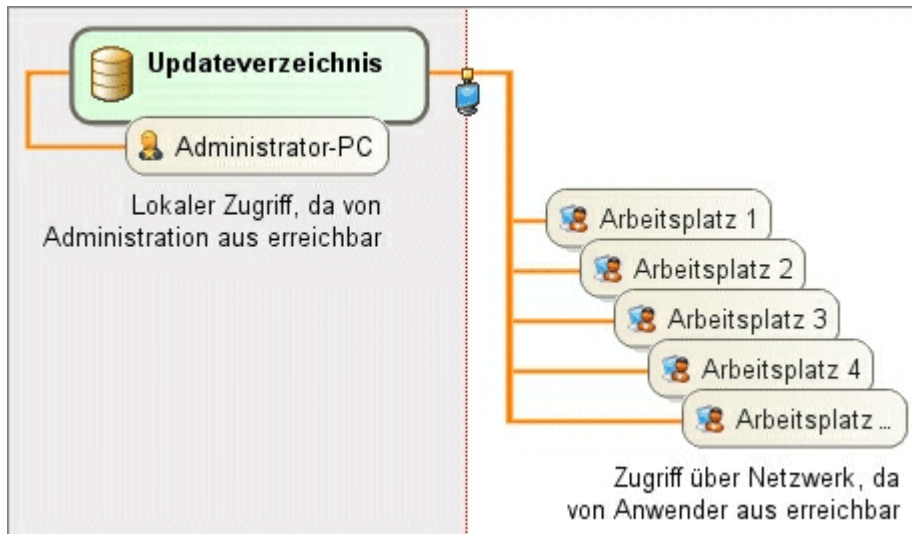 Updateverzeichnis
Administrator-PC
Lokaler Zugriff, da von
Administration aus erreichbar
Arbeitsplatz 1
Arbeitsplatz 2
Arbeitsplatz 3
Arbeitsplatz 4
Arbeitsplatz ...
Zugriff über Netzwerk, da
von Anwender aus erreichbar